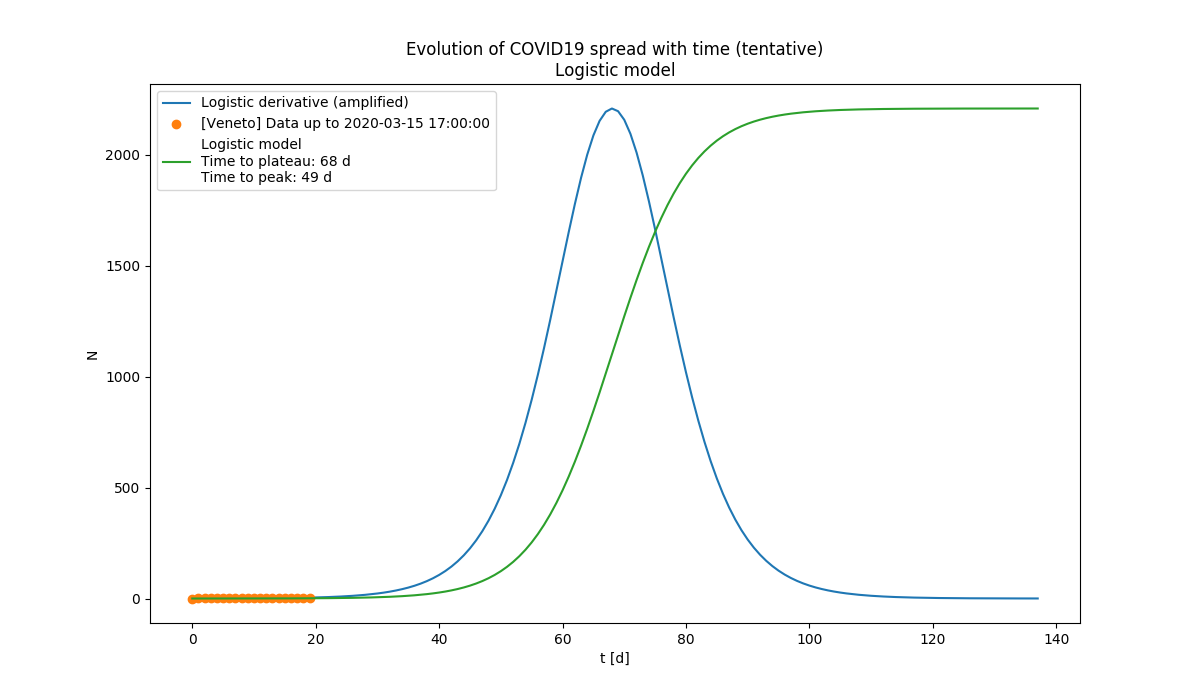 Evolution of COVID19 spread with time (tentative)
Logistic model
Logistic derivative (amplified)
[Veneto] Data up to 2020-03-15 17:00:00
Logistic model
Time to plateau: 68 d
Time to peak: 49 d
2000
1500
1000
500
0
N
0 20 40 60 80 100 120 140
t [d]